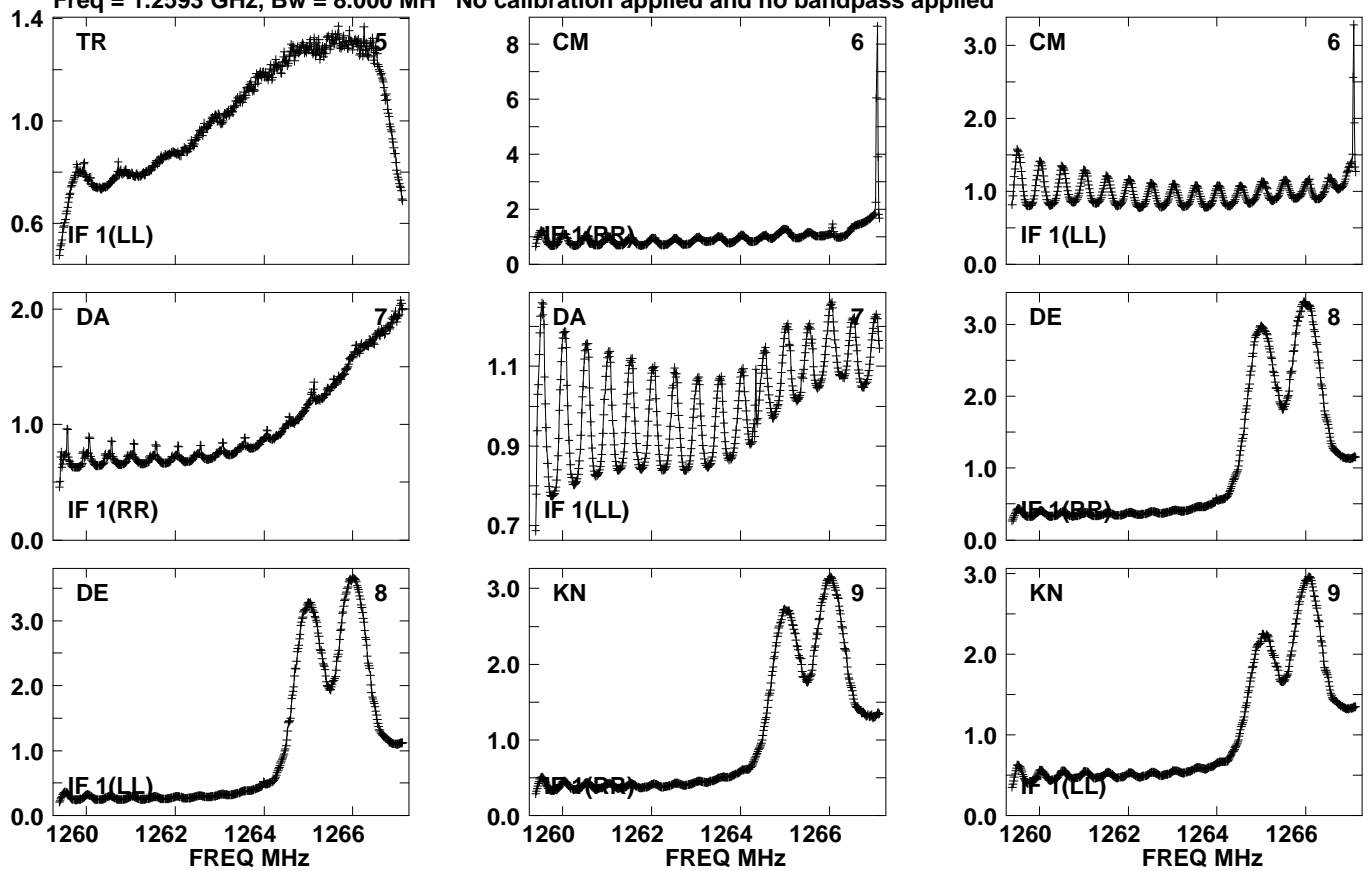 Freq = 1.2593 GHz, Bw = 8.000 MH No calibration applied and no bandpass applied
1.4
1.0
0.6
TR
5
IF 1(LL)
8
6
4
2
0
CM
6
IF 1(RR)
3.0
2.0
1.0
0.0
CM
6
IF 1(LL)
2.0
1.0
0.0
DA
7
IF 1(RR)
1.1
0.9
0.7
DA
7
IF 1(LL)
3.0
2.0
1.0
0.0
DE
8
IF 1(RR)
3.0
2.0
1.0
0.0
DE
8
IF 1(LL)
1260 1262 1264 1266
FREQ MHz
3.0
2.0
1.0
0.0
KN
9
IF 1(RR)
1260 1262 1264 1266
FREQ MHz
3.0
2.0
1.0
0.0
KN
9
IF 1(LL)
1260 1262 1264 1266
FREQ MHz